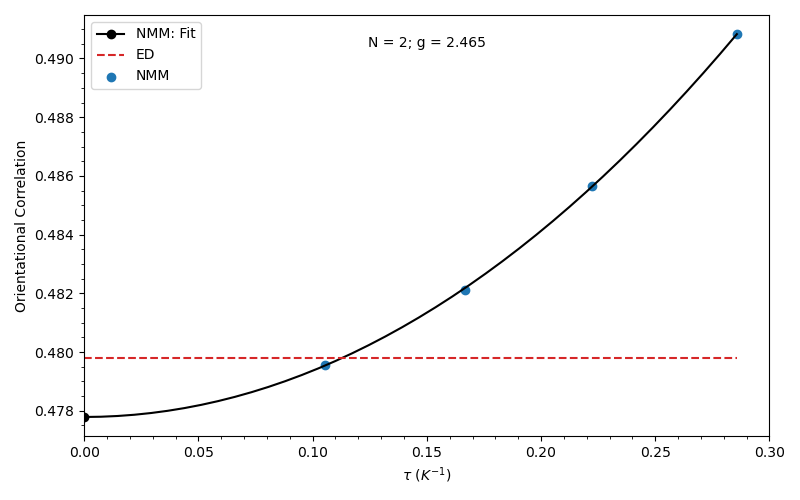 NMM: Fit
ED
NMM
N = 2; g = 2.465
Orientational Correlation
0.490
0.488
0.486
0.484
0.482
0.480
0.478
0.00 0.05 0.10 0.15 0.20 0.25 0.30
τ (K⁻¹)